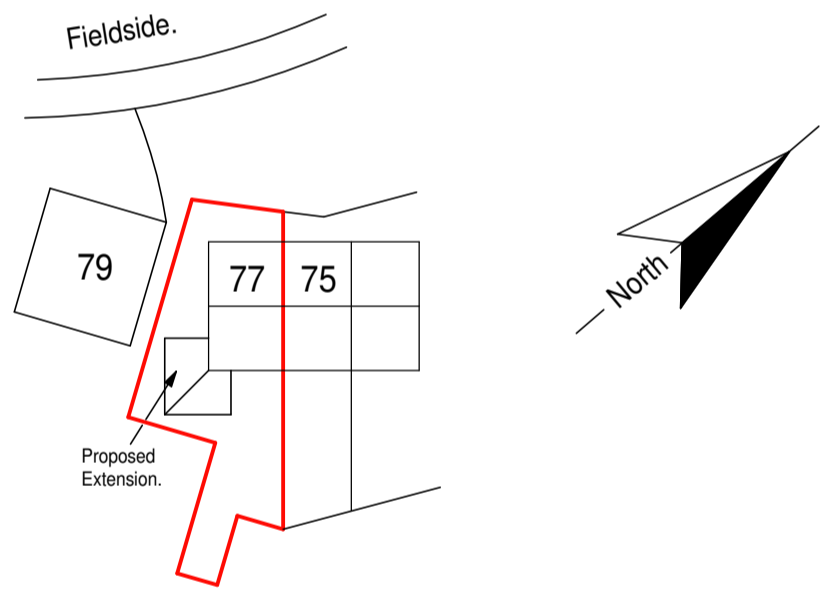 Fieldside.
79
77
75
North
Proposed
Extension.